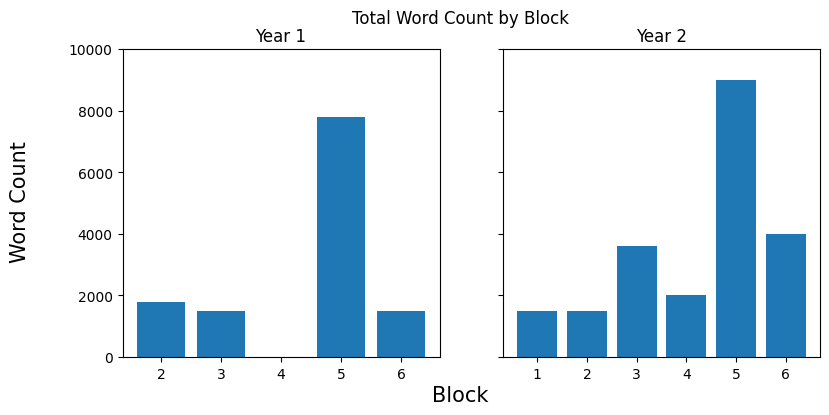 Total Word Count by Block
Year 1
Year 2
Word Count
10000
8000
6000
4000
2000
0
2 3 4 5 6
1 2 3 4 5 6
Block